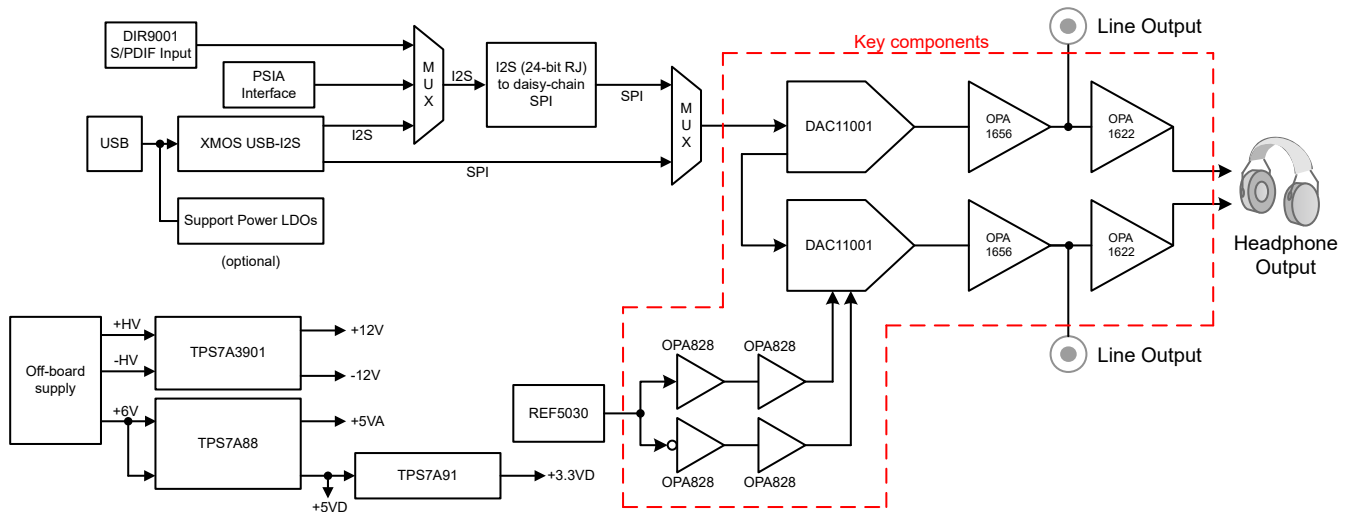 DIR9001
S/PDIF Input
PSIA
Interface
USB
XMOS USB-I2S
I2S
SPI
Support Power LDOs
(optional)
M
U
X
I2S
I2S (24-bit RJ)
to daisy-chain
SPI
SPI
M
U
X
Key components
DAC11001
OPA
1656
OPA
1622
Line Output
DAC11001
OPA
1656
OPA
1622
Line Output
Headphone
Output
Off-board
supply
+HV
-HV
+6V
TPS7A3901
+12V
-12V
TPS7A88
+5VA
+5VD
TPS7A91
+3.3VD
REF5030
OPA828
OPA828
OPA828
OPA828